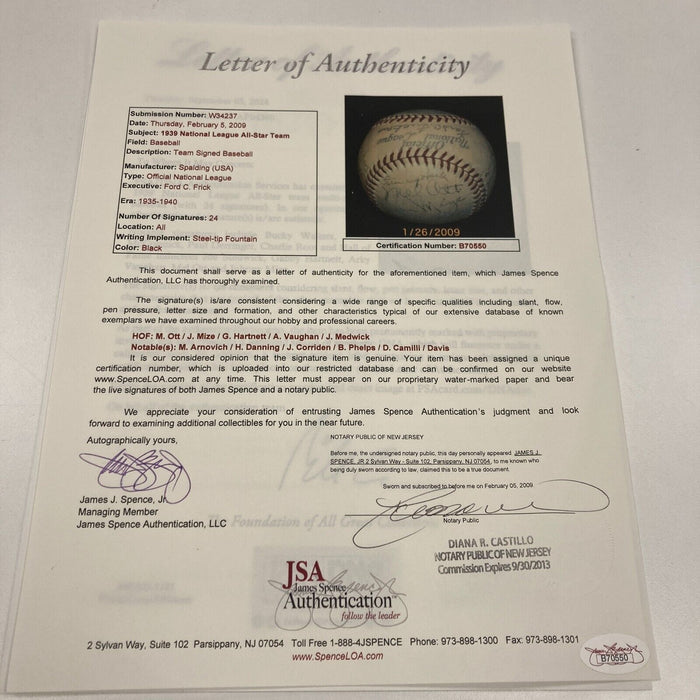 Letter of Authenticity
Submission Number: W34237
Date: Thursday, February 5, 2009
Subject: 1939 National League All-Star Team
Field: Baseball
Description: Team Signed Baseball
Manufacturer: Spalding (USA)
Type: Official National League
Executive: Ford C. Frick
Era: 1935-1940
Number Of Signatures: 24
Location: All
Writing Implement: Steel-tip Fountain
Color: Black
1/26/2009
Certification Number: B70550
This document shall serve as a letter of authenticity for the aforementioned item, which James Spence
Authentication, LLC has thoroughly examined.
The signature(s) is/are consistent considering a wide range of specific qualities including slant, flow,
pen pressure, letter size and formation, and other characteristics typical of our extensive database of known
exemplars we have examined throughout our hobby and professional careers.
HOF: M. Ott / J. Mize / G. Hartnett / A. Vaughan / J. Medwick
Notable(s): M. Arnovich / H. Danning / J. Corriden / B. Phelps / D. Camilli / Davis
It is our considered opinion that the signature item is genuine. Your item has been assigned a unique
certification number, which is uploaded into our restricted database and can be confirmed on our website
www.SpenceLOA.com at any time. This letter must appear on our proprietary water-marked paper and bear
the live signatures of both James Spence and a notary public.
We appreciate your consideration of entrusting James Spence Authentication's judgment and look
forward to examining additional collectibles for you in the near future.
Autographically yours,
James J. Spence, Jr.
Managing Member
James Spence Authentication, LLC
NOTARY PUBLIC OF NEW JERSEY
Before me, the undersigned notary public, this day personally appeared, JAMES J.
SPENCE, JR 2 Sylvan Way - Suite 102, Parsippany, NJ 07054, to me known who
being duly sworn according to law, claimed this to be a true document.
Sworn and subscribed to before me on February 05, 2009
Notary Public
DIANA R. CASTILLO
NOTARY PUBLIC OF NEW JERSEY
Commission Expires 9/30/2013
JSA
James Spence
Authentication
follow the leader
2 Sylvan Way, Suite 102 Parsippany, NJ 07054 Toll Free 1-888-4JSPENCE Phone: 973-898-1300 Fax: 973-898-1301
www.SpenceLOA.com
B70550